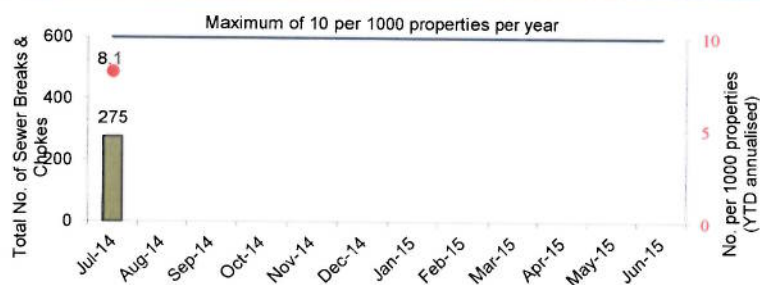 Maximum of 10 per 1000 properties per year
Total No. of Sewer Breaks &
Chokes
600
400
200
0
8.1
275
10
5
0
No. per 1000 properties
(YTD annualised)
Jul-14
Aug-14
Sep-14
Oct-14
Nov-14
Dec-14
Jan-15
Feb-15
Mar-15
Apr-15
May-15
Jun-15